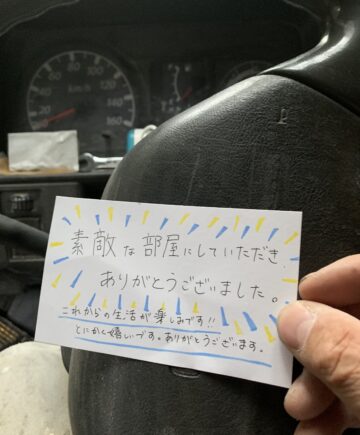 km/h
160
素敵な部屋にしていただき
ありがとうございました。
これからの生活が楽しみです!!
とにかく嬉しいです。ありがとうございます。